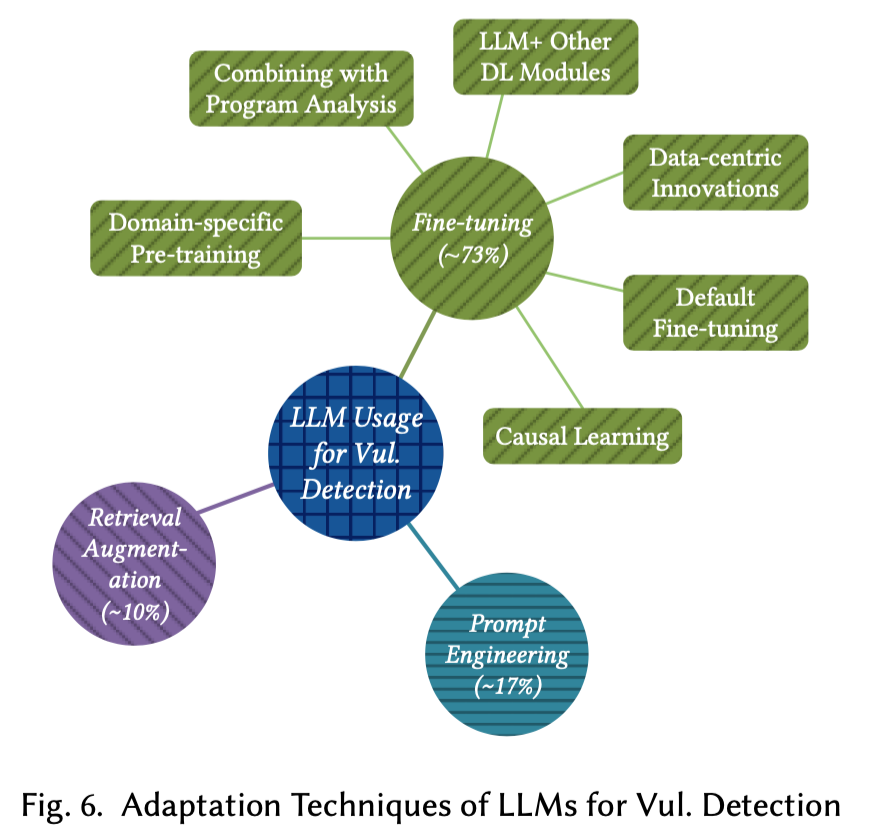 LLM+ Other
DL Modules
Combining with
Program Analysis
Data-centric
Innovations
Domain-specific
Pre-training
Fine-tuning
(~73%)
Default
Fine-tuning
LLM Usage
for Vul.
Detection
Causal Learning
Retrieval
Augment-
ation
(~10%)
Prompt
Engineering
(~17%)
Fig. 6. Adaptation Techniques of LLMs for Vul. Detection